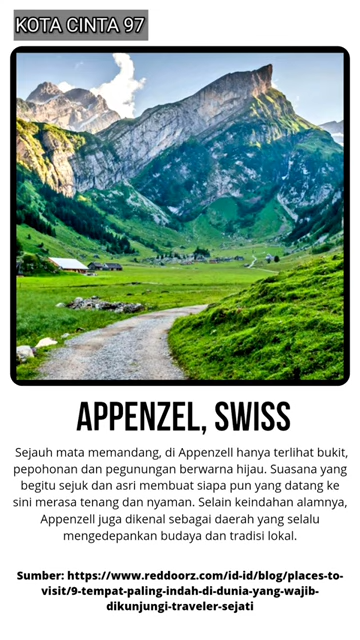 KOTA CINTA 97
APPENZEL, SWISS
Sejauh mata memandang, di Appenzell hanya terlihat bukit,
pepohonan dan pegunungan berwarna hijau. Suasana yang
begitu sejuk dan asri membuat siapa pun yang datang ke
sini merasa tenang dan nyaman. Selain keindahan alamnya,
Appenzell juga dikenal sebagai daerah yang selalu
mengedepankan budaya dan tradisi lokal.
Sumber: https://www.reddoorz.com/id-id/blog/places-to-
visit/9-tempat-paling-indah-di-dunia-yang-wajib-
dikunjungi-traveler-sejati